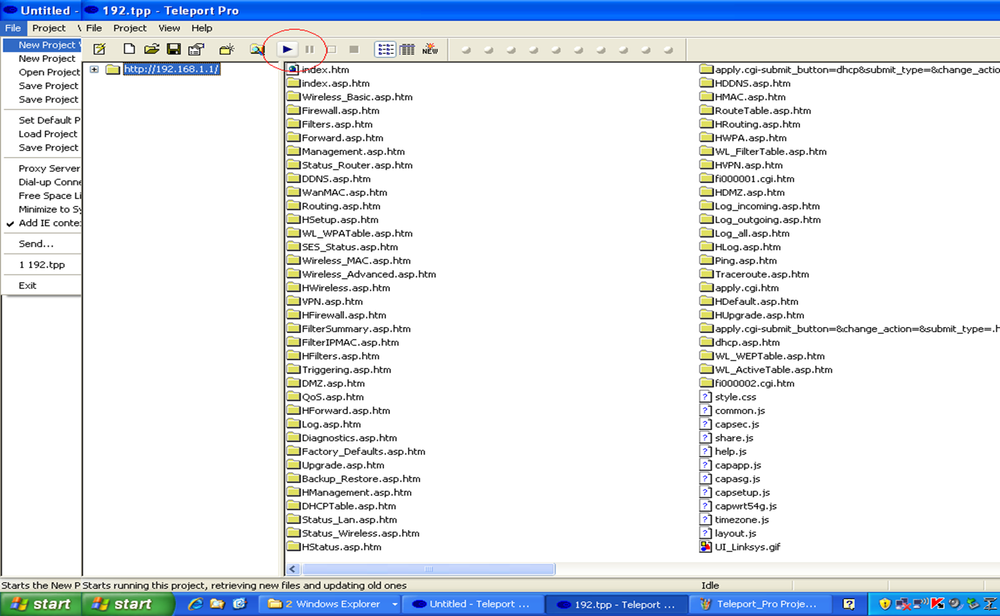 Untitled -
192.tpp - Teleport Pro
File Project V
File Project View Help
New Project W
New Project
Open Project
Save Project
Save Project
Set Default P
Load Project
Save Project
Proxy Server
Dial-up Conne
Free Space Li
Minimize to Sy
Add IE contex
Send...
1 192.tpp
Exit
NEW
http://192.168.1.1/
index.htm
index.asp.htm
Wireless_Basic.asp.htm
Firewall.asp.htm
Filters.asp.htm
Forward.asp.htm
Management.asp.htm
Status_Router.asp.htm
DDNS.asp.htm
WanMAC.asp.htm
Routing.asp.htm
HSetup.asp.htm
WL_WPATable.asp.htm
SES_Status.asp.htm
Wireless_MAC.asp.htm
Wireless_Advanced.asp.htm
HWireless.asp.htm
VPN.asp.htm
HFirewall.asp.htm
FilterSummary.asp.htm
FilterIPMAC.asp.htm
HFilters.asp.htm
Triggering.asp.htm
DMZ.asp.htm
QoS.asp.htm
HForward.asp.htm
Log.asp.htm
Diagnostics.asp.htm
Factory_Defaults.asp.htm
Upgrade.asp.htm
Backup_Restore.asp.htm
HManagement.asp.htm
DHCPTable.asp.htm
Status_Lan.asp.htm
Status_Wireless.asp.htm
HStatus.asp.htm
apply.cgi-submit_button=dhcp&submit_type=&change_actio
HDDNS.asp.htm
HMAC.asp.htm
RouteTable.asp.htm
HRouting.asp.htm
HWPA.asp.htm
WL_FilterTable.asp.htm
HVPN.asp.htm
fi000001.cgi.htm
HDMZ.asp.htm
Log_incoming.asp.htm
Log_outgoing.asp.htm
Log_all.asp.htm
HLog.asp.htm
Ping.asp.htm
Traceroute.asp.htm
apply.cgi.htm
HDefault.asp.htm
HUpgrade.asp.htm
apply.cgi-submit_button=&change_action=&submit_type=.h
dhcp.asp.htm
WL_WEPTable.asp.htm
WL_ActiveTable.asp.htm
fi000002.cgi.htm
style.css
common.js
capsec.js
share.js
help.js
capapp.js
capasg.js
capsetup.js
capwrt54g.js
timezone.js
layout.js
UI_Linksys.gif
Starts the New P
Starts running this project, retrieving new files and updating old ones
Idle
start
start
2 Windows Explorer
Untitled - Teleport ...
192.tpp - Teleport ...
Teleport_Pro Proje...